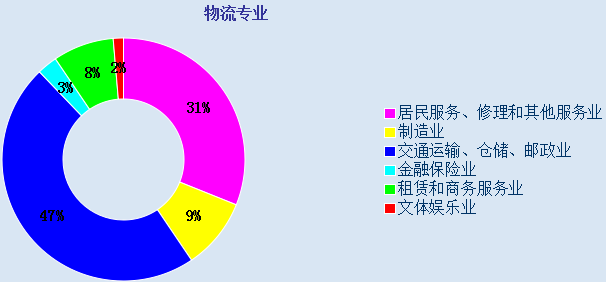 物流专业
2%
8%
3%
31%
47%
9%
居民服务、修理和其他服务业
制造业
交通运输、仓储、邮政业
金融保险业
租赁和商务服务业
文体娱乐业